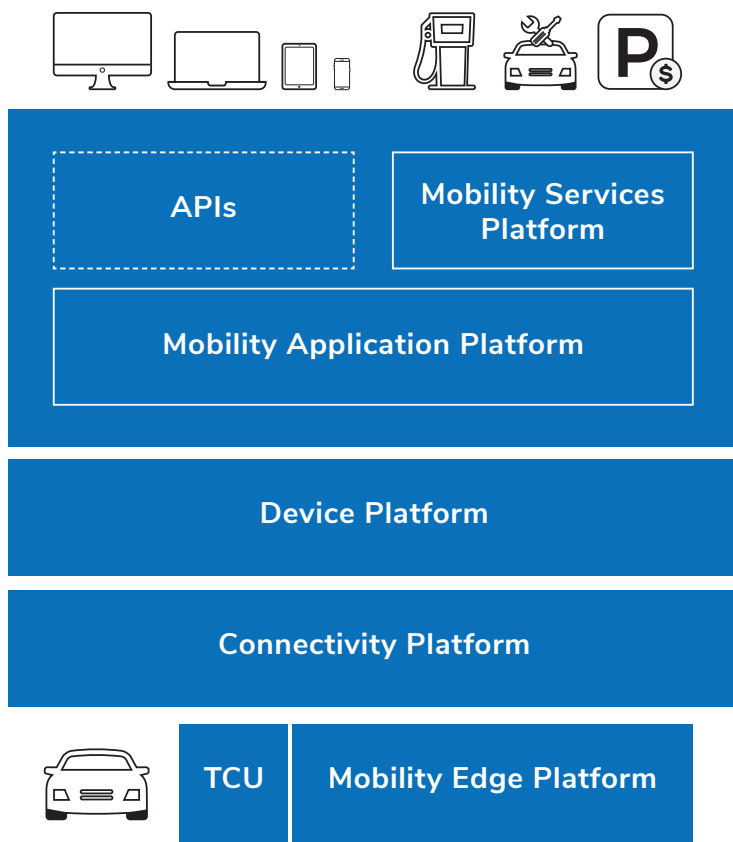 P
$
APIs
Mobility Services
Platform
Mobility Application Platform
Device Platform
Connectivity Platform
TCU
Mobility Edge Platform